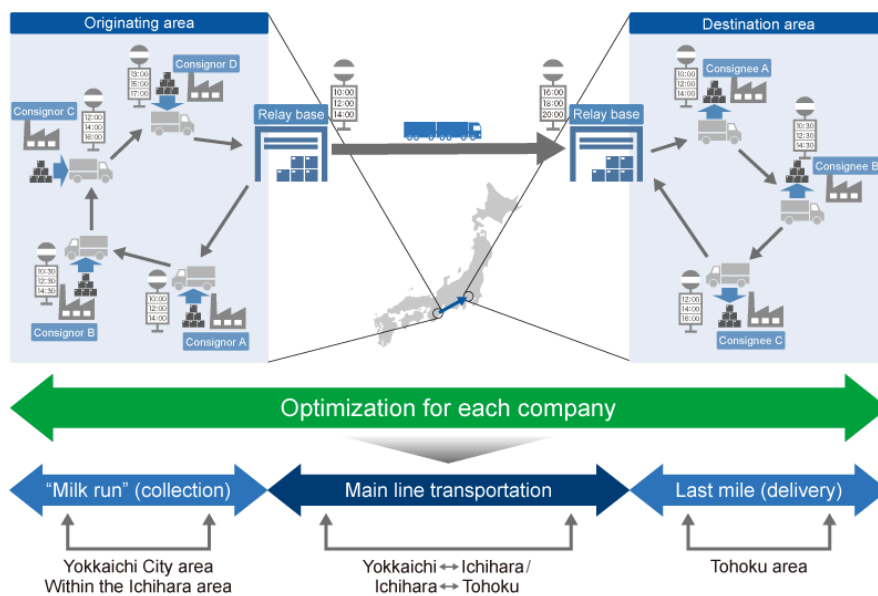 Originating area
Destination area
Consignor D
13:00
15:00
17:00
Consignor C
12:00
14:00
16:00
Relay base
10:00
12:00
14:00
16:00
18:00
20:00
Relay base
10:00
12:00
14:00
Consignee A
10:30
12:30
14:30
Consignee B
10:30
12:30
14:30
Consignor B
10:00
12:00
14:00
Consignor A
12:00
14:00
16:00
Consignee C
Optimization for each company
“Milk run” (collection)
Main line transportation
Last mile (delivery)
Yokkaichi City area
Within the Ichihara area
Yokkaichi ↔ Ichihara /
Ichihara ↔ Tohoku
Tohoku area